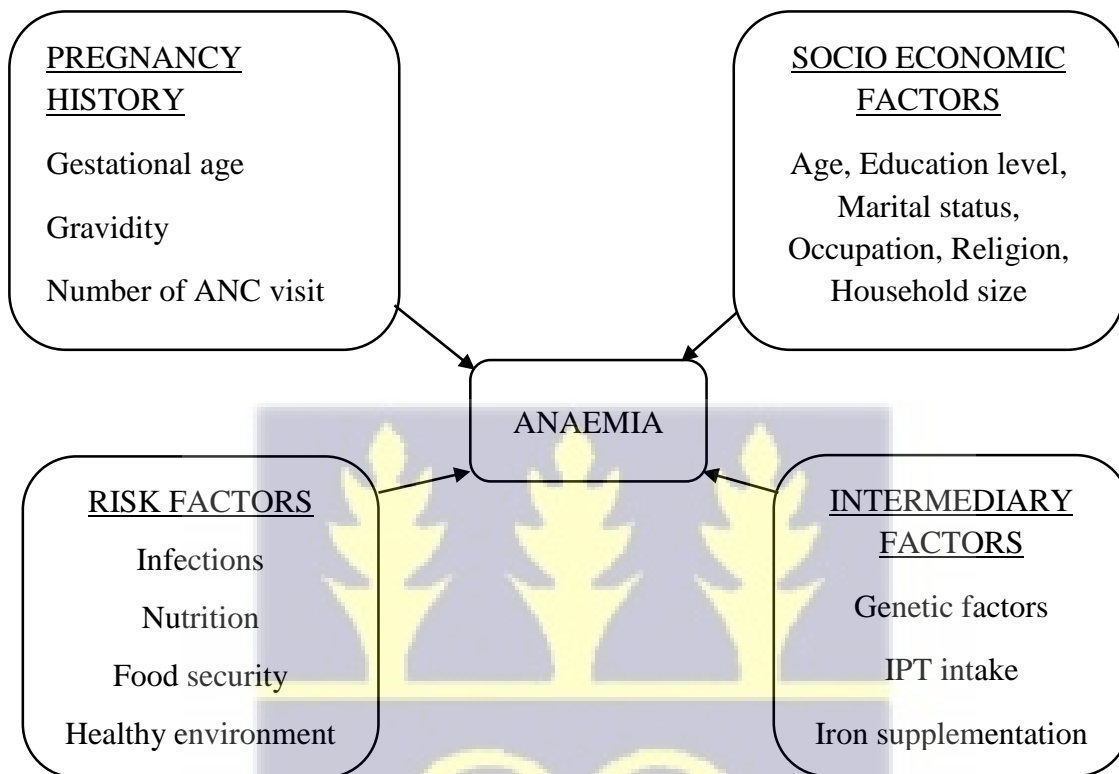 PREGNANCY
HISTORY
Gestational age
Gravidity
Number of ANC visit
SOCIO ECONOMIC
FACTORS
Age, Education level,
Marital status,
Occupation, Religion,
Household size
ANAEMIA
RISK FACTORS
Infections
Nutrition
Food security
Healthy environment
INTERMEDIARY
FACTORS
Genetic factors
IPT intake
Iron supplementation